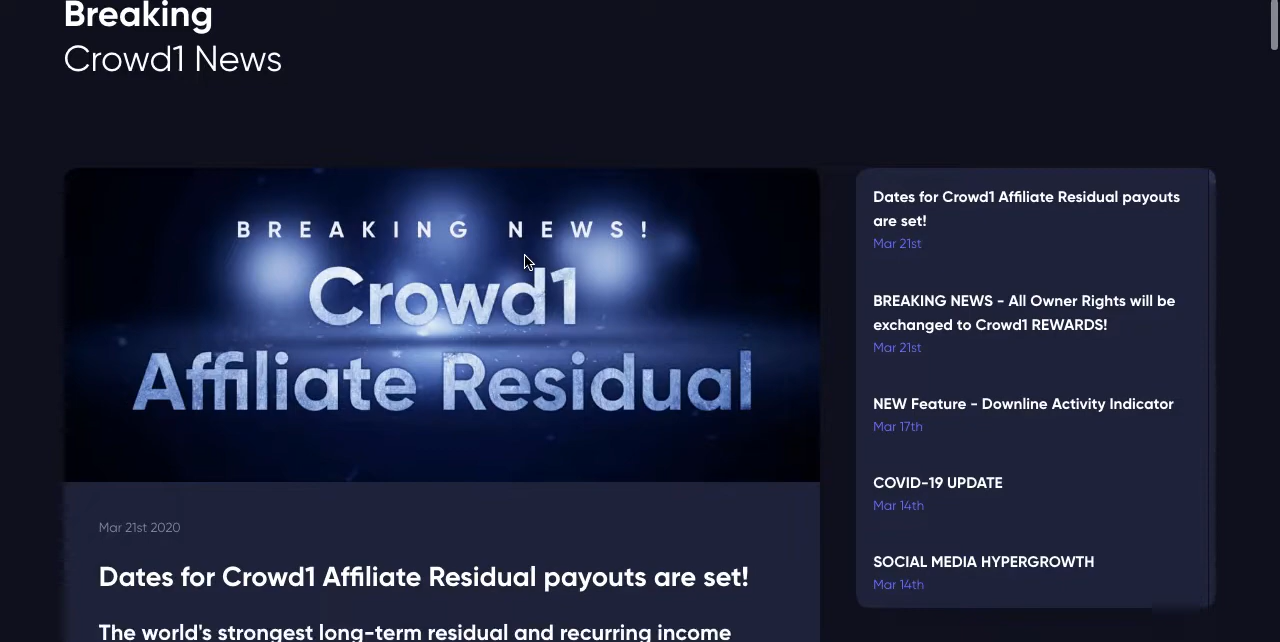 Breaking
Crowd1 News
BREAKING NEWS!
Crowd1
Affiliate Residual
Mar 21st 2020
Dates for Crowd1 Affiliate Residual payouts are set!
The world's strongest long-term residual and recurring income
Dates for Crowd1 Affiliate Residual payouts
are set!
Mar 21st
BREAKING NEWS - All Owner Rights will be
exchanged to Crowd1 REWARDS!
Mar 21st
NEW Feature - Downline Activity Indicator
Mar 17th
COVID-19 UPDATE
Mar 14th
SOCIAL MEDIA HYPERGROWTH
Mar 14th